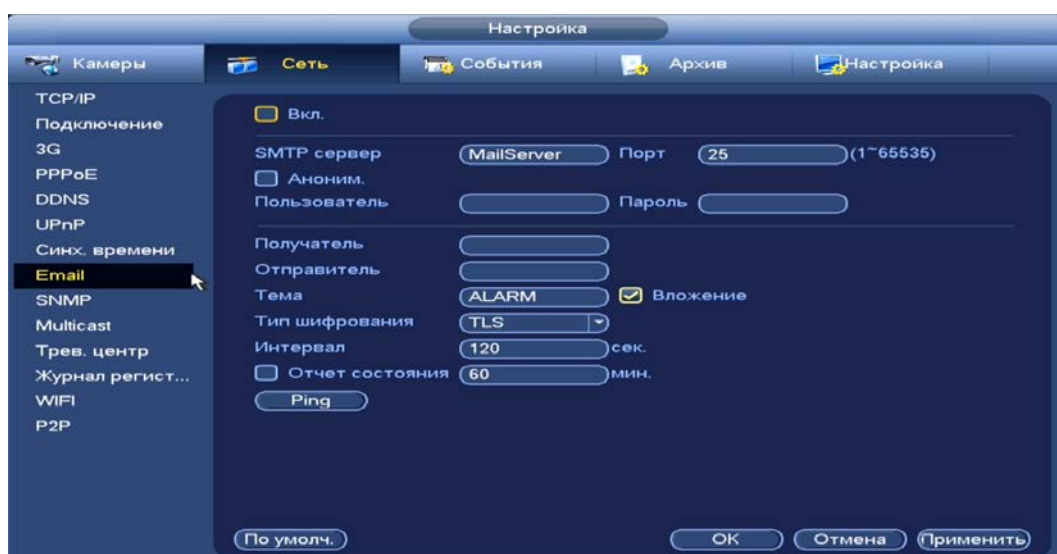 Настройка
Камеры Сеть События Архив Настройка
TCP/IP
Подключение
3G
PPPoE
DDNS
UPnP
Синх. времени
Email
SNMP
Multicast
Трев. центр
Журнал регист...
WIFI
P2P
Вкл.
SMTP сервер MailServer Порт 25 (1~65535)
Аноним.
Пользователь Пароль
Получатель
Отправитель
Тема ALARM Вложение
Тип шифрования TLS
Интервал 120 сек.
Отчет состояния 60 мин.
Ping
По умолч. OK Отмена Применить